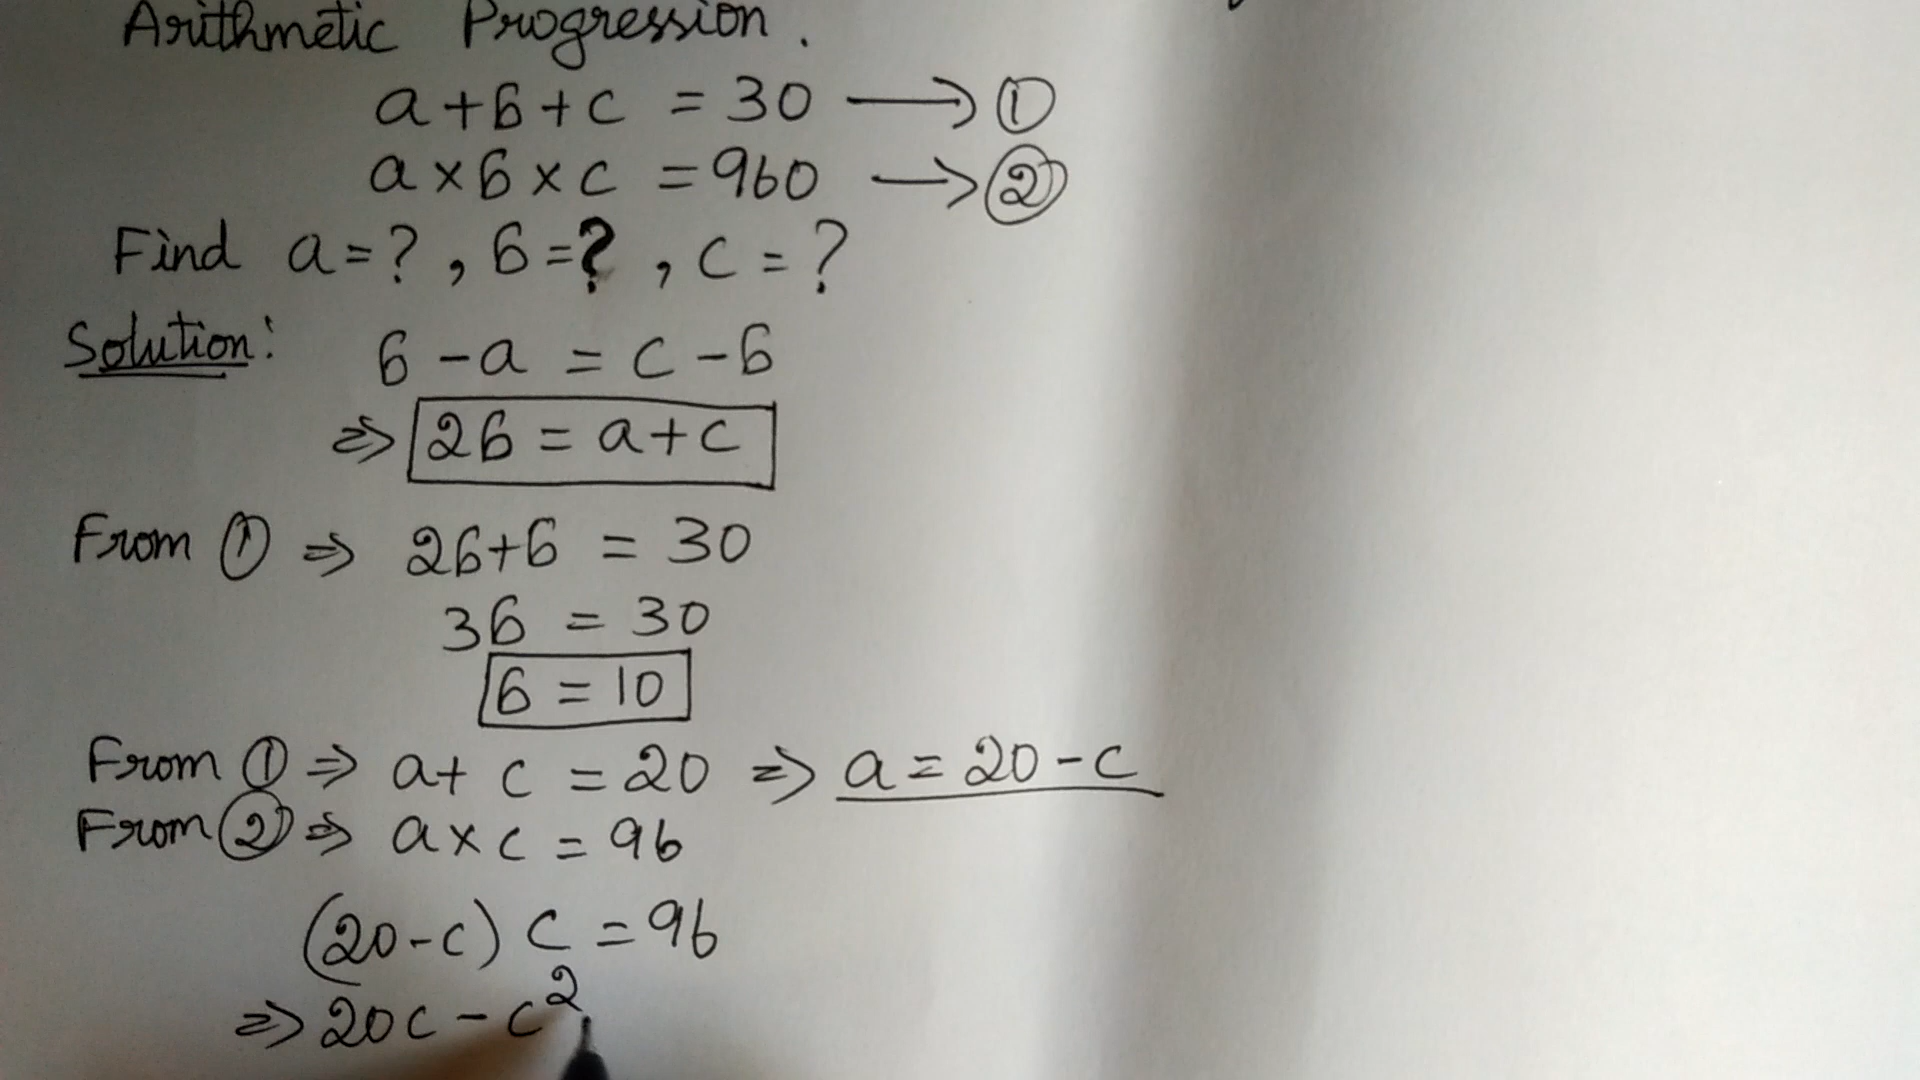 Arithmetic Progression.
a + b + c = 30 → ①
a × b × c = 960 → ②
Find a = ? , b = ? , c = ?
Solution: b - a = c - b
⇒ 2b = a + c
From ① ⇒ 2b + b = 30
3b = 30
b = 10
From ① ⇒ a + c = 20 ⇒ a = 20 - c
From ② ⇒ a × c = 96
(20 - c) c = 96
⇒ 20c - c²